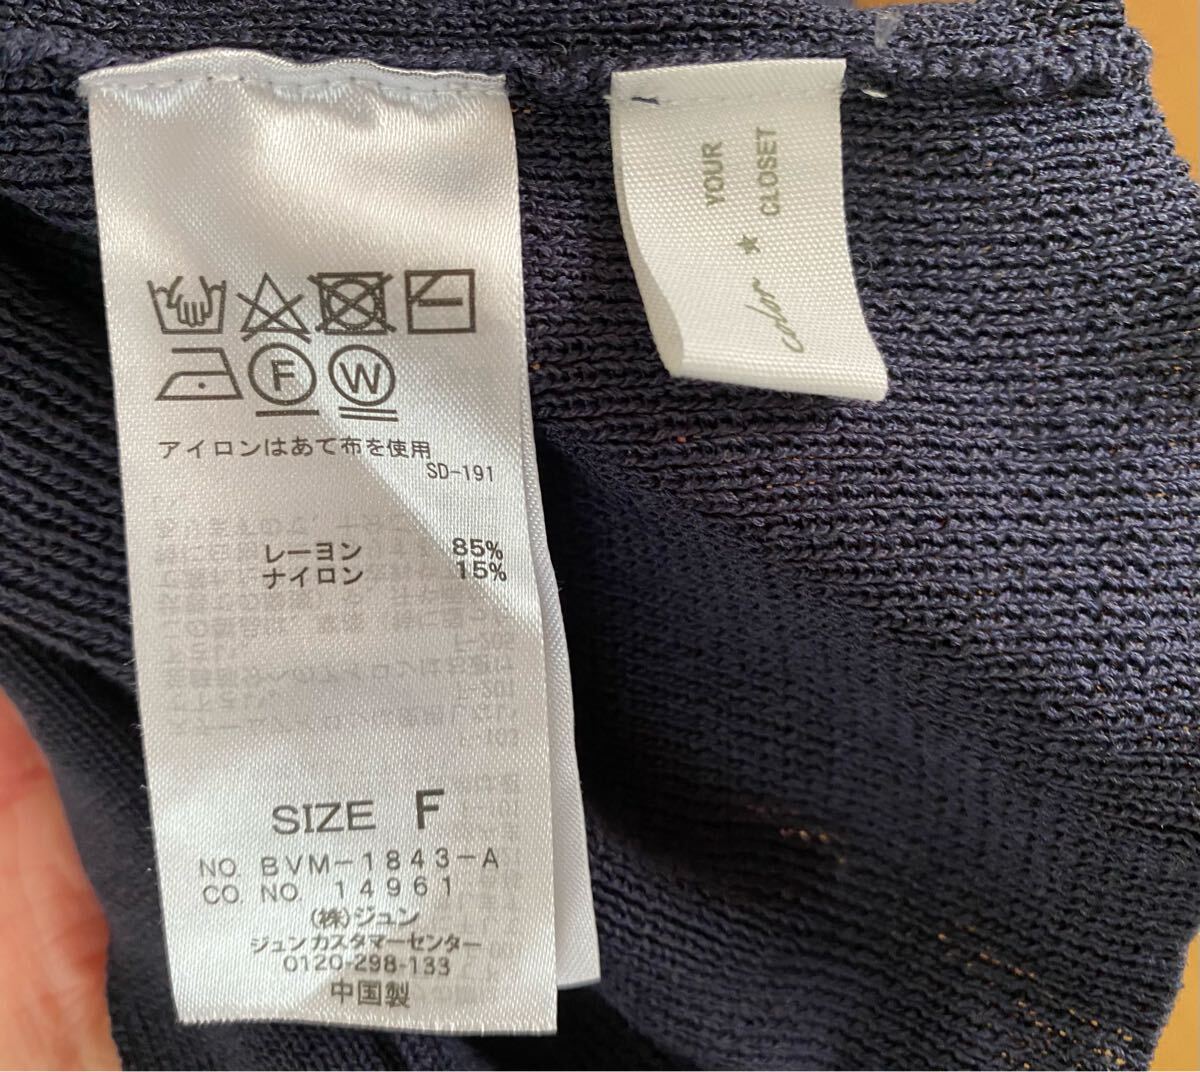 F W
アイロンはあて布を使用
SD-191
レーヨン 85%
ナイロン 15%
SIZE F
NO. BVM-1843-A
CO. NO. 14961
(株)ジュン
ジュンカスタマーセンター
0120-298-133
中国製
color ★ YOUR
CLOSET